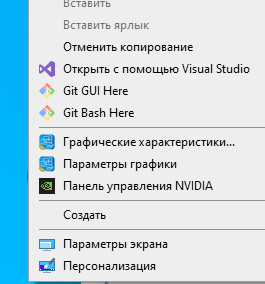 Вставить
Вставить ярлык
Отменить копирование
Открыть с помощью Visual Studio
Git GUI Here
Git Bash Here
Графические характеристики...
Параметры графики
Панель управления NVIDIA
Создать
Параметры экрана
Персонализация